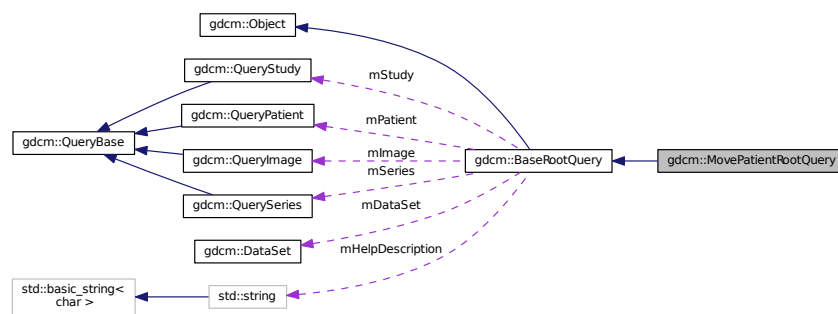 gdcm::Object
gdcm::QueryStudy
mStudy
gdcm::QueryPatient
mPatient
gdcm::QueryBase
gdcm::QueryImage
mImage
gdcm::BaseRootQuery
gdcm::MovePatientRootQuery
mSeries
gdcm::QuerySeries
mDataSet
gdcm::DataSet
mHelpDescription
std::basic_string<
char >
std::string